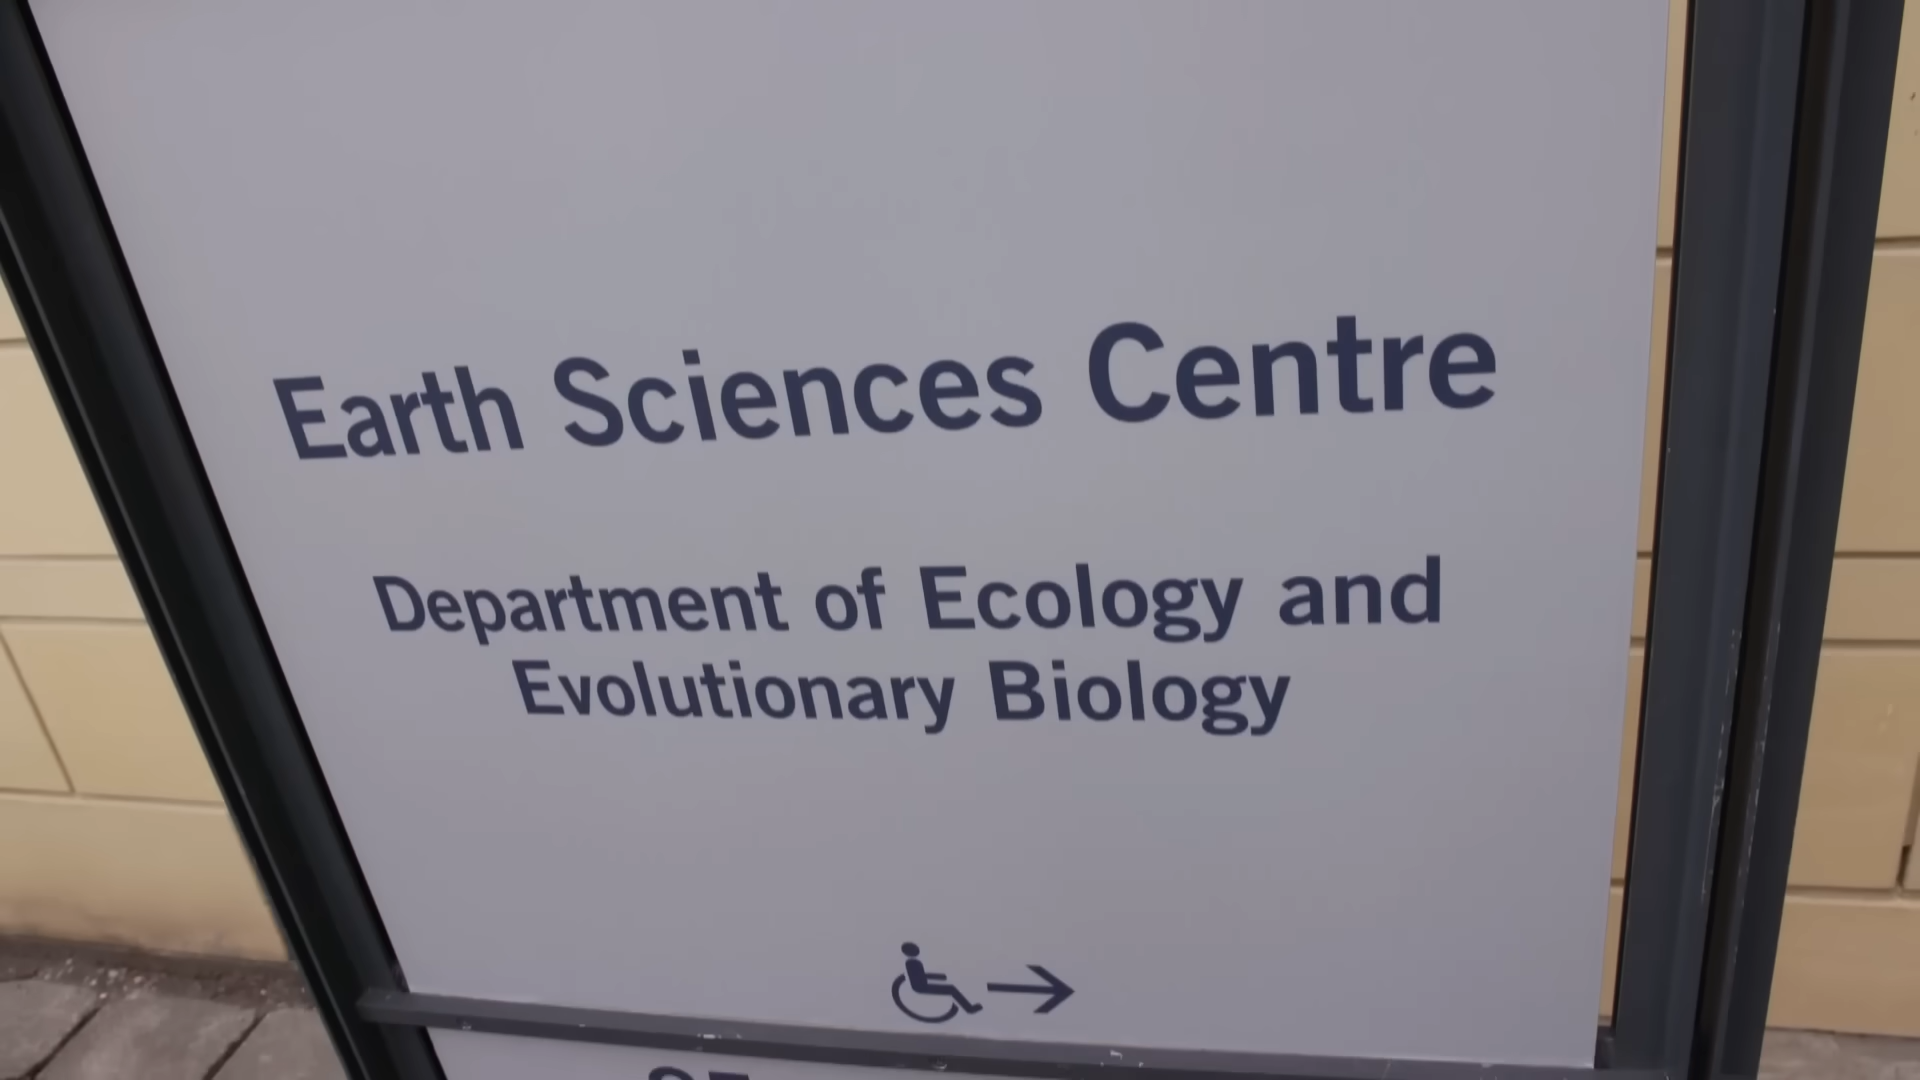 Earth Sciences Centre
Department of Ecology and
Evolutionary Biology